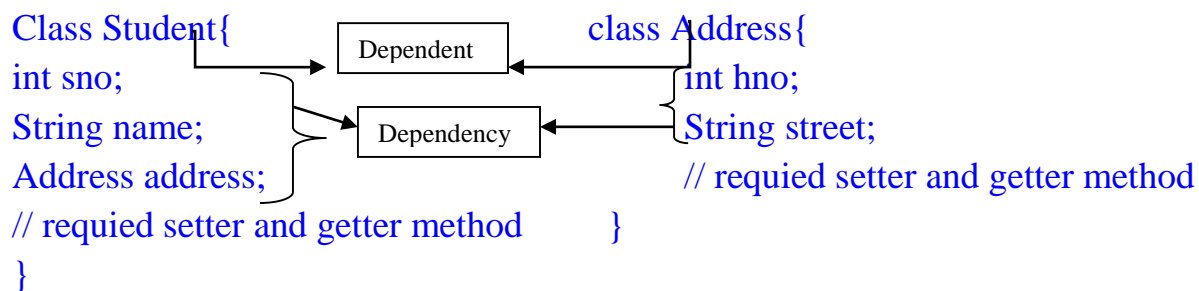 Class Student{ Dependent class Address{
int sno; int hno;
String name; Dependency String street;
Address address; // requied setter and getter method
// requied setter and getter method }
}